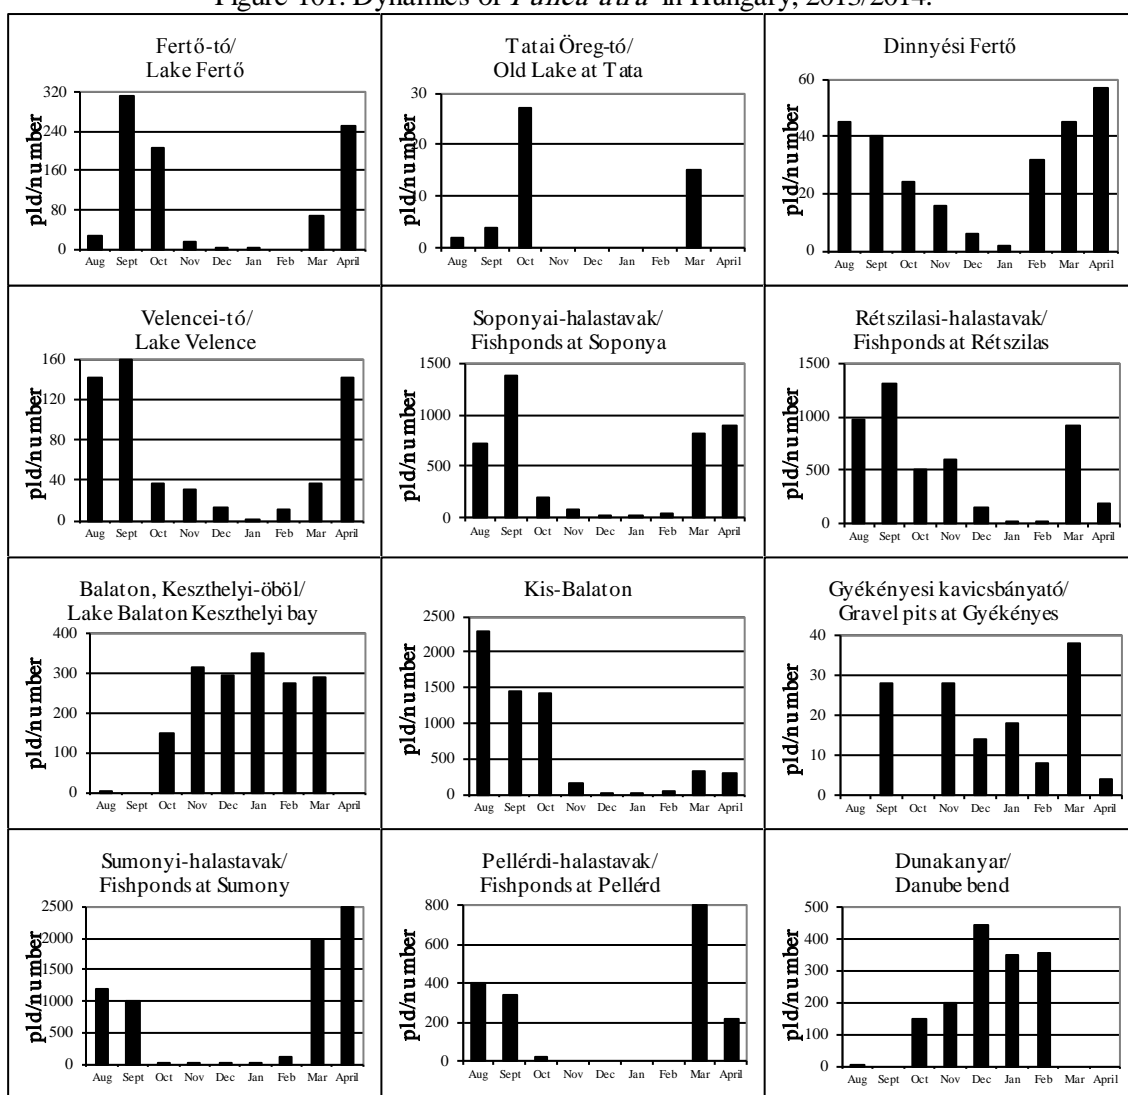 Figure 101. Dynamics of Fulica atra in Hungary, 2013/2014.
Fertő-tó/
Lake Fertő
pld/number
320
240
160
80
0
Aug Sept Oct Nov Dec Jan Feb Mar April
Tatai Öreg-tó/
Old Lake at Tata
pld/number
30
20
10
0
Aug Sept Oct Nov Dec Jan Feb Mar April
Dinnyési Fertő
pld/number
60
40
20
0
Aug Sept Oct Nov Dec Jan Feb Mar April
Velencei-tó/
Lake Velence
pld/number
160
120
80
40
0
Aug Sept Oct Nov Dec Jan Feb Mar April
Soponyai-halastavak/
Fishponds at Soponya
pld/number
1500
1000
500
0
Aug Sept Oct Nov Dec Jan Feb Mar April
Rétszilasi-halastavak/
Fishponds at Rétszilas
pld/number
1500
1000
500
0
Aug Sept Oct Nov Dec Jan Feb Mar April
Balaton, Keszthelyi-öböl/
Lake Balaton Keszthelyi bay
pld/number
400
300
200
100
0
Aug Sept Oct Nov Dec Jan Feb Mar April
Kis-Balaton
pld/number
2500
2000
1500
1000
500
0
Aug Sept Oct Nov Dec Jan Feb Mar April
Gyékényesi kavicsbányató/
Gravel pits at Gyékényes
pld/number
40
30
20
10
0
Aug Sept Oct Nov Dec Jan Feb Mar April
Sumonyi-halastavak/
Fishponds at Sumony
pld/number
2500
2000
1500
1000
500
0
Aug Sept Oct Nov Dec Jan Feb Mar April
Pellérdi-halastavak/
Fishponds at Pellérd
pld/number
800
600
400
200
0
Aug Sept Oct Nov Dec Jan Feb Mar April
Dunakanyar/
Danube bend
pld/number
500
400
300
200
100
0
Aug Sept Oct Nov Dec Jan Feb Mar April